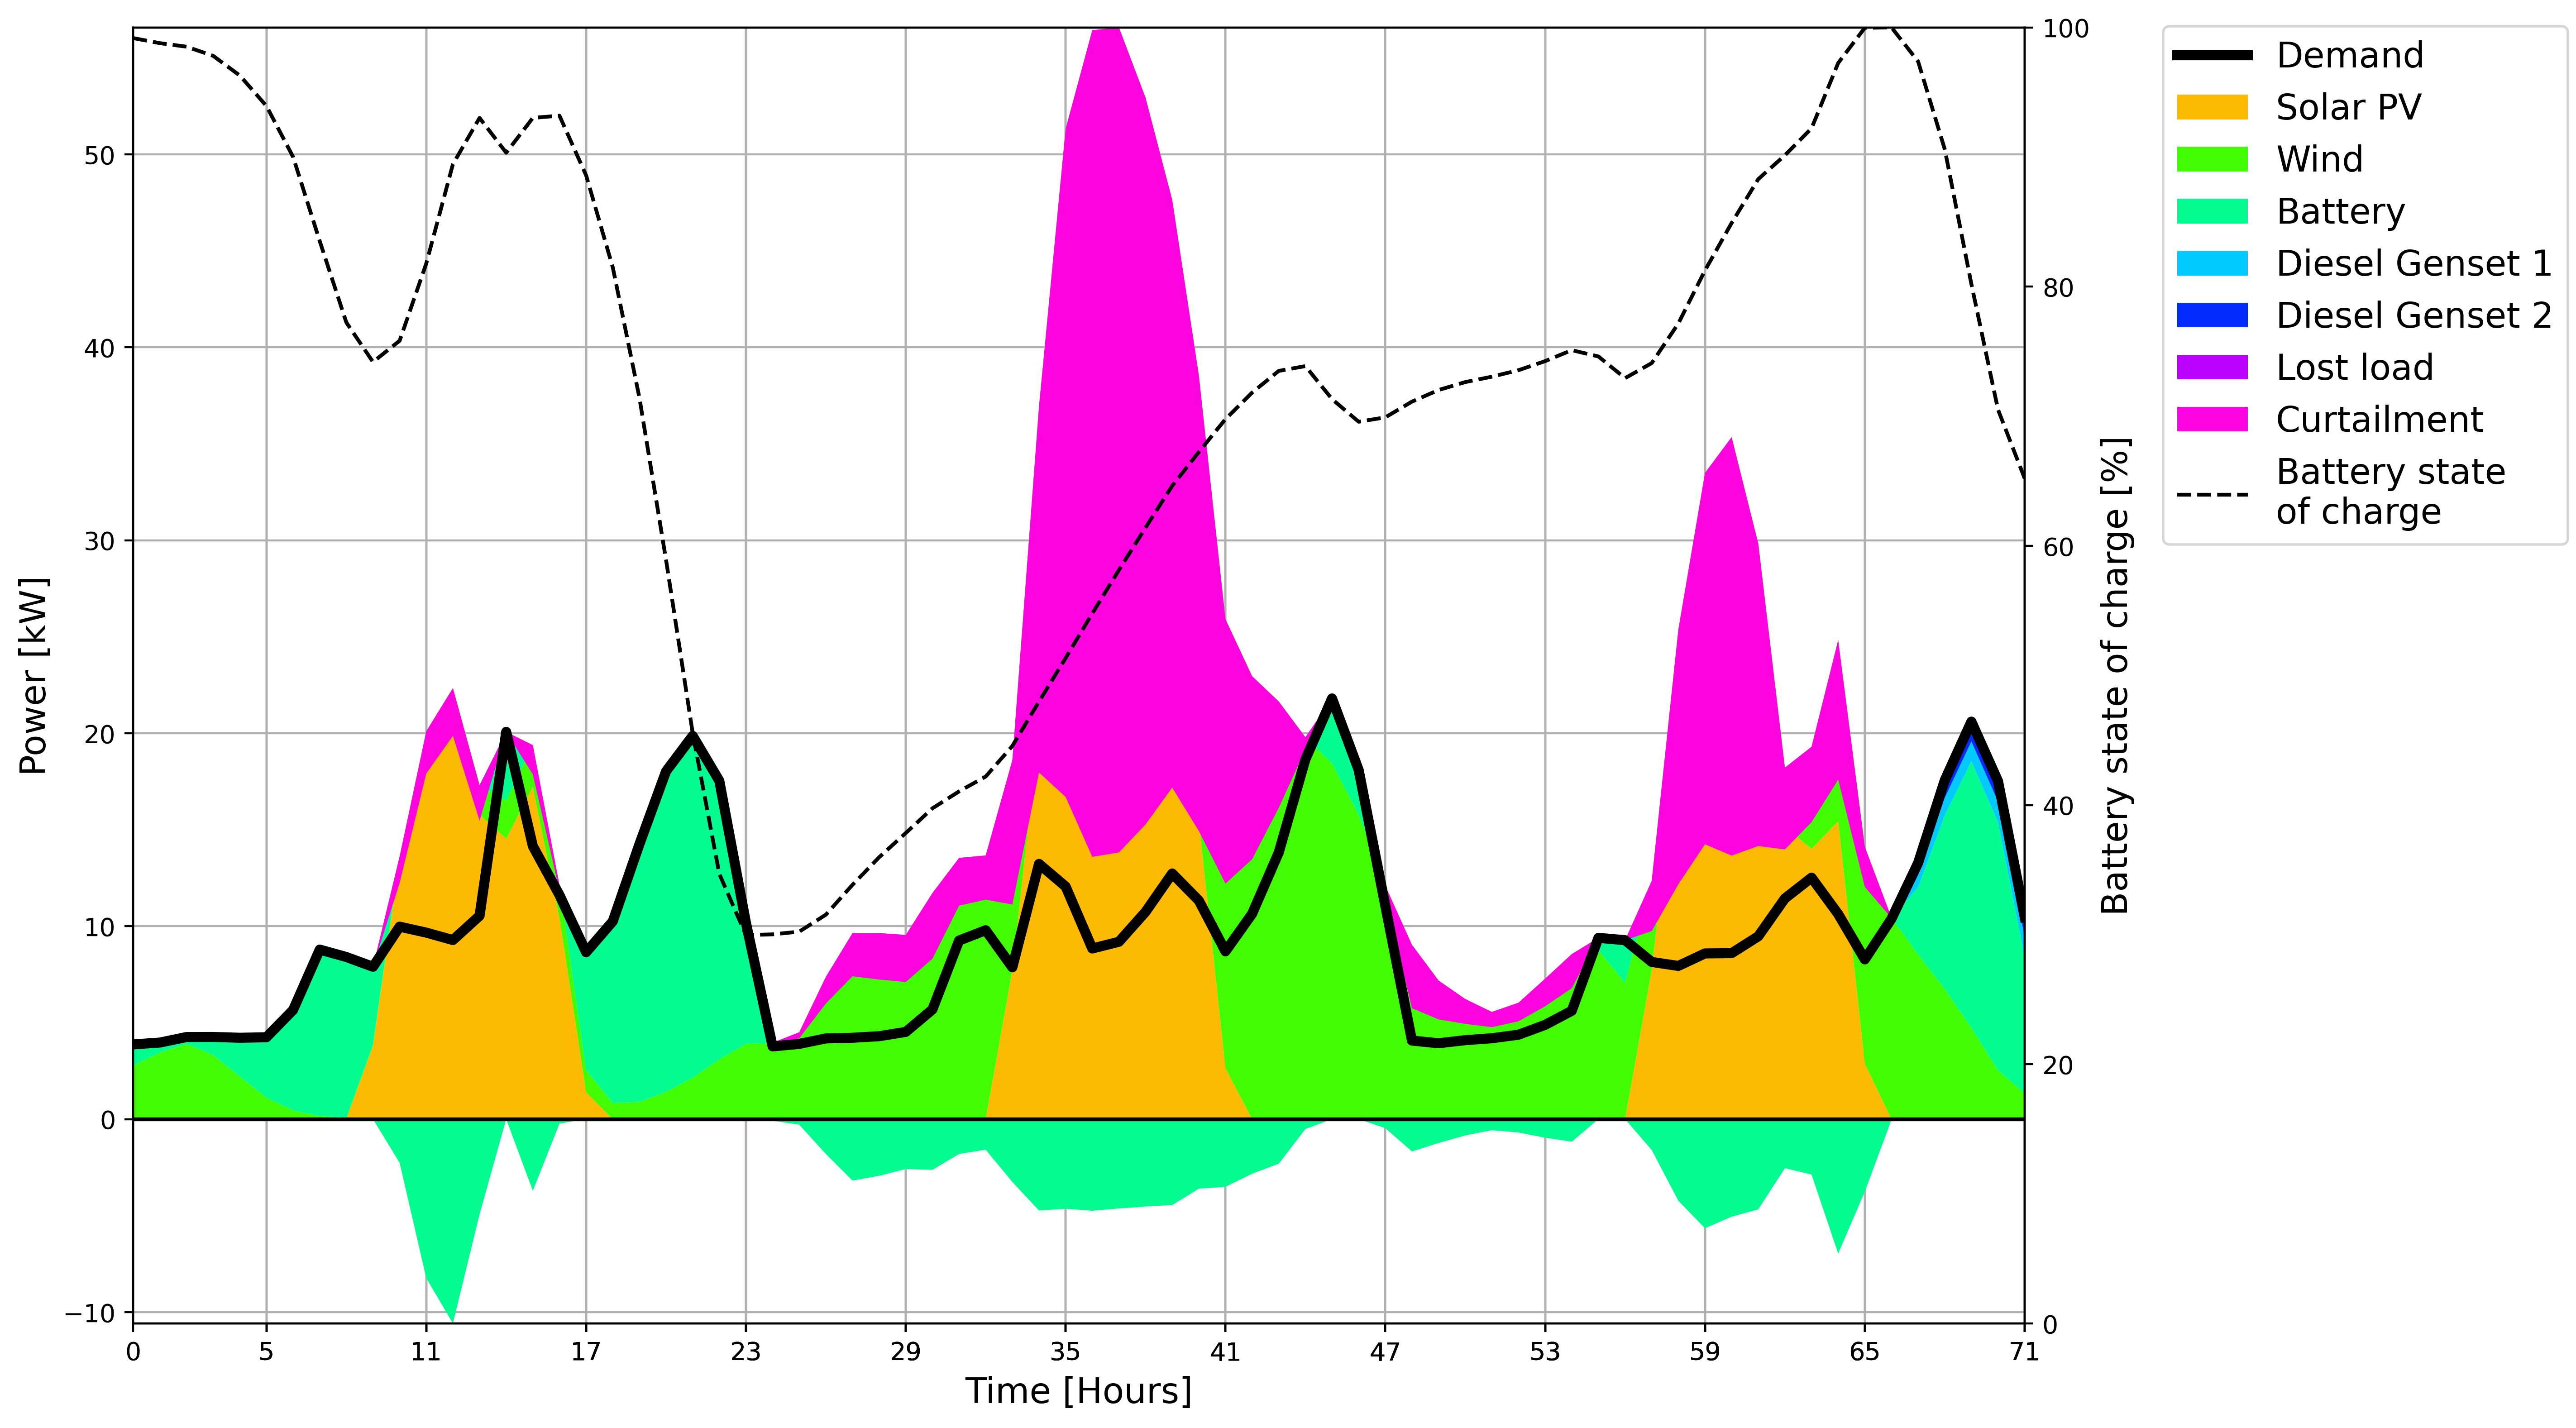 Power [kW]
50
40
30
20
10
0
−10
0 5 11 17 23 29 35 41 47 53 59 65 71
Time [Hours]
100
80
60
40
20
0
Battery state of charge [%]
Demand
Solar PV
Wind
Battery
Diesel Genset 1
Diesel Genset 2
Lost load
Curtailment
Battery state
of charge